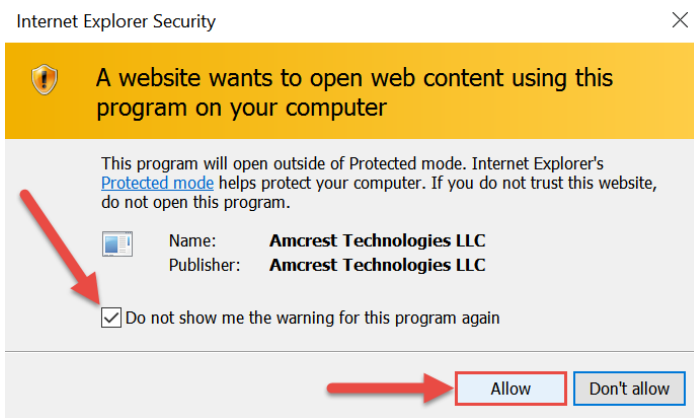 Internet Explorer Security
A website wants to open web content using this
program on your computer
This program will open outside of Protected mode. Internet Explorer's
Protected mode helps protect your computer. If you do not trust this website,
do not open this program.
Name: Amcrest Technologies LLC
Publisher: Amcrest Technologies LLC
Do not show me the warning for this program again
Allow Don't allow